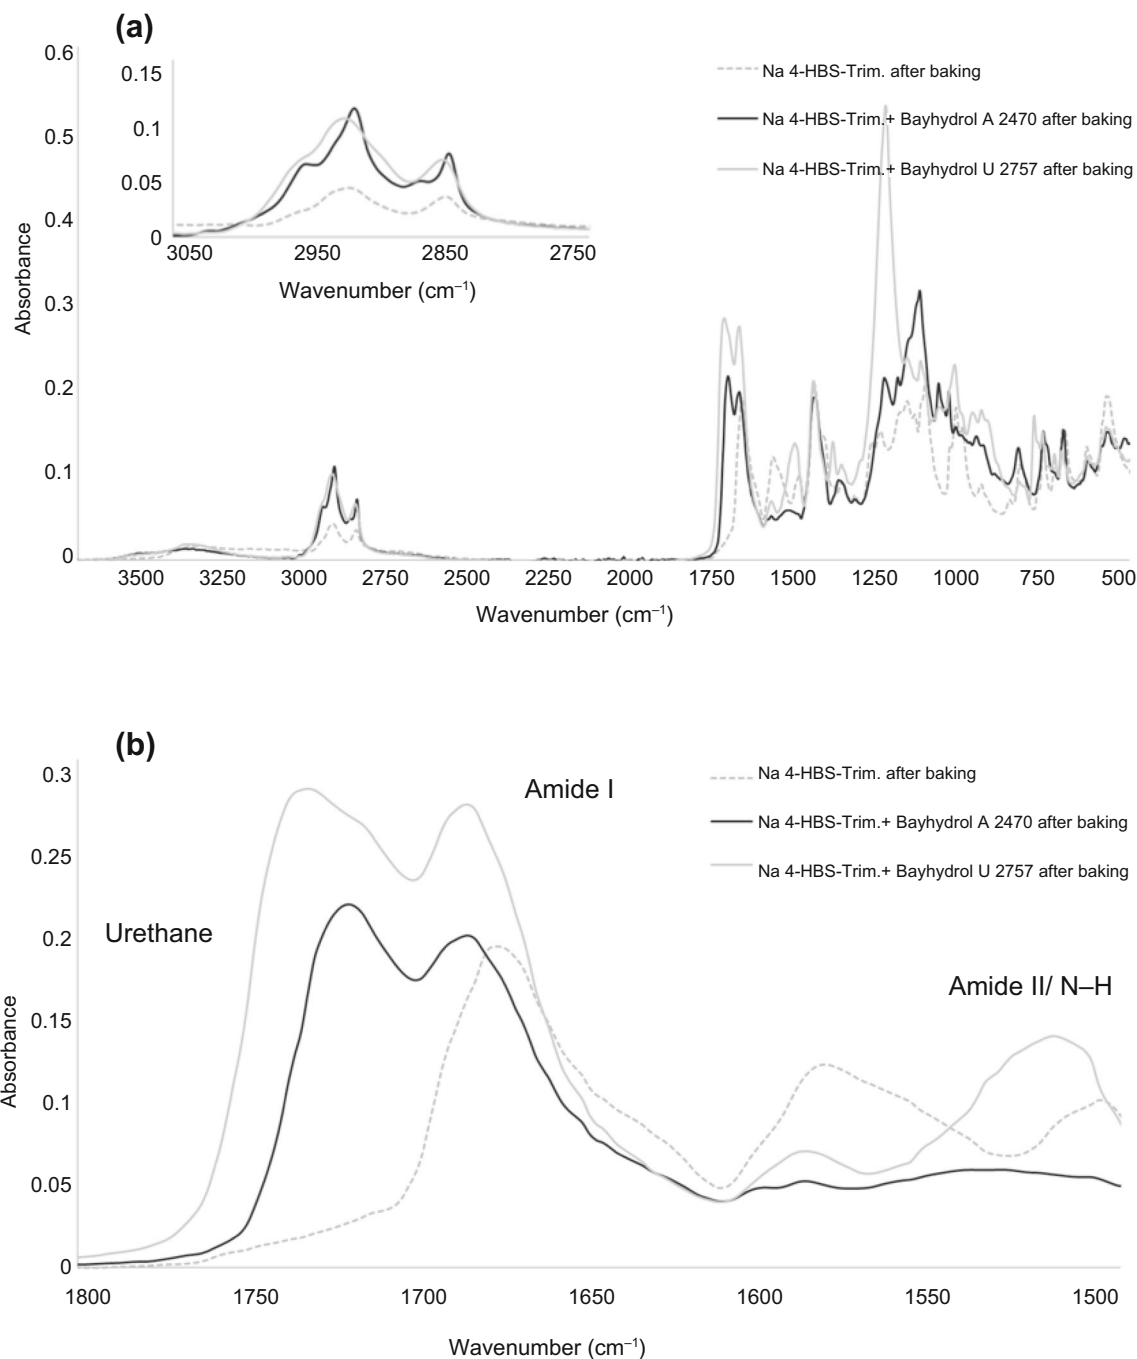 (a)
0.6
0.5
0.4
0.3
0.2
0.1
0
Absorbance
0.15
0.1
0.05
0
3050 2950 2850 2750
Wavenumber (cm⁻¹)
Na 4-HBS-Trim. after baking
Na 4-HBS-Trim.+ Bayhydrol A 2470 after baking
Na 4-HBS-Trim.+ Bayhydrol U 2757 after baking
3500 3250 3000 2750 2500 2250 2000 1750 1500 1250 1000 750 500
Wavenumber (cm⁻¹)
(b)
0.3
0.25
0.2
0.15
0.1
0.05
0
Absorbance
Urethane
Amide I
Amide II/ N–H
Na 4-HBS-Trim. after baking
Na 4-HBS-Trim.+ Bayhydrol A 2470 after baking
Na 4-HBS-Trim.+ Bayhydrol U 2757 after baking
1800 1750 1700 1650 1600 1550 1500
Wavenumber (cm⁻¹)